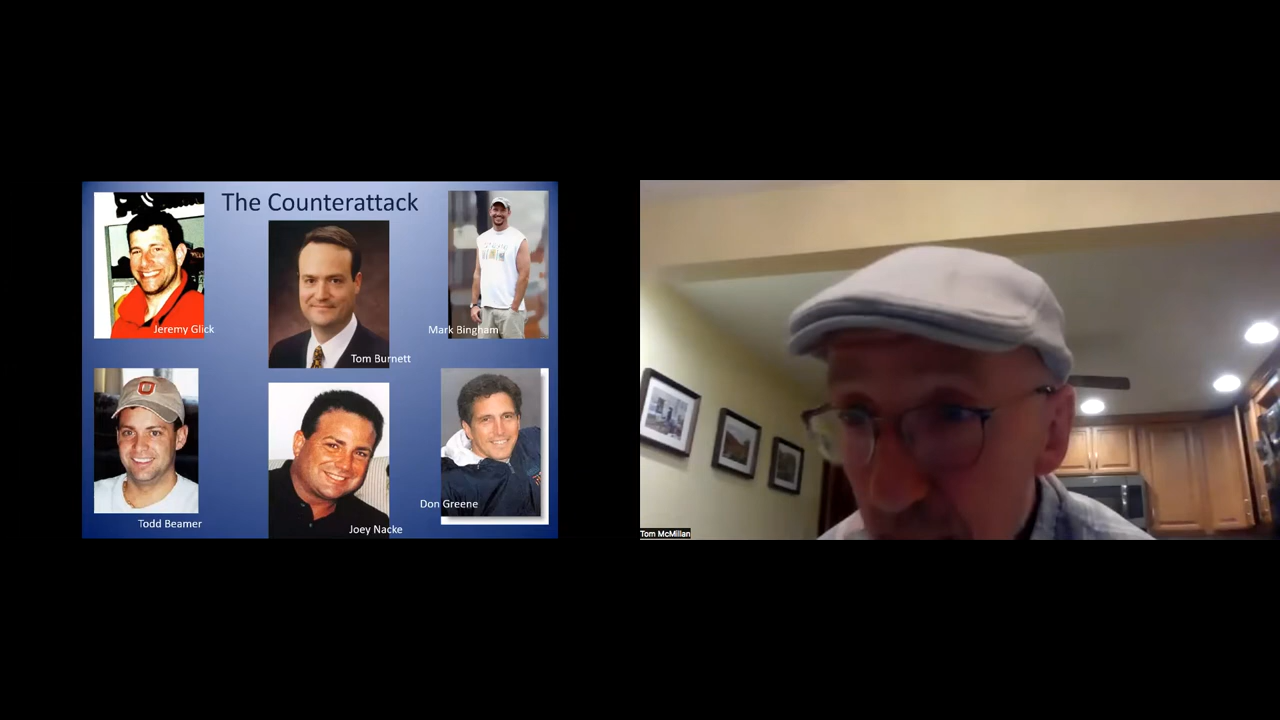 The Counterattack
Jeremy Glick
Tom Burnett
Mark Bingham
Todd Beamer
Joey Nacke
Don Greene
Tom McMillan